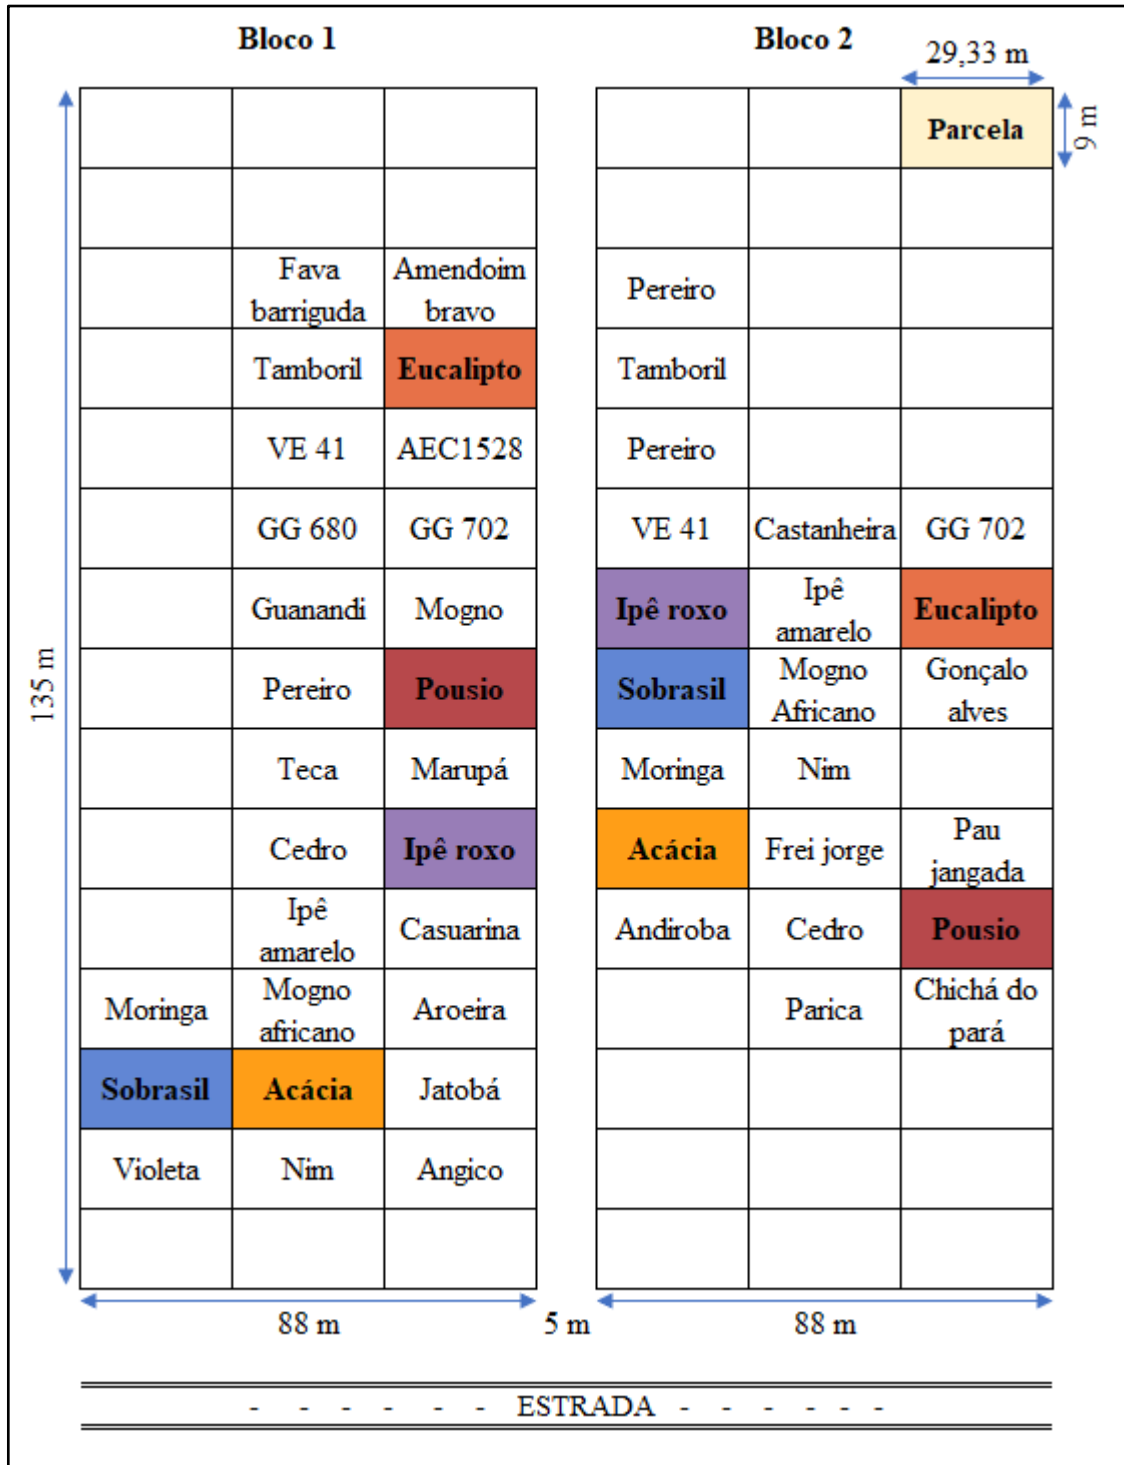 Bloco 1
Bloco 2
29,33 m
Parcela
9 m
Fava
barriguda
Amendoim
bravo
Pereiro
Tamboril
Eucalipto
Tamboril
VE 41
AEC1528
Pereiro
GG 680
GG 702
VE 41
Castanheira
GG 702
Guanandi
Mogno
Ipê roxo
Ipê
amarelo
Eucalipto
135 m
Pereiro
Pousio
Sobrasil
Mogno
Africano
Gonçalo
alves
Teca
Marupá
Moringa
Nim
Cedro
Ipê roxo
Acácia
Frei jorge
Pau
jangada
Ipê
amarelo
Casuarina
Andiroba
Cedro
Pousio
Moringa
Mogno
africano
Aroeira
Parica
Chichá do
pará
Sobrasil
Acácia
Jatobá
Violeta
Nim
Angico
88 m
5 m
88 m
- - - - - - ESTRADA - - - - - -